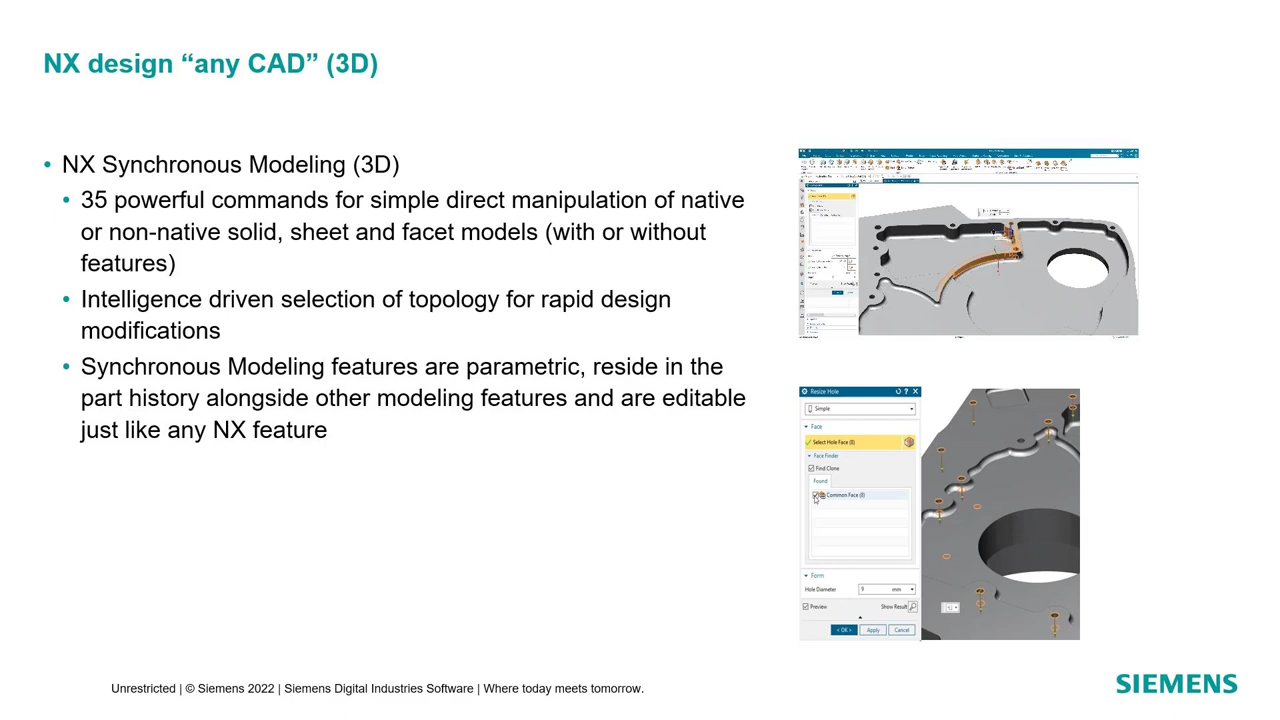 NX design “any CAD” (3D)
• NX Synchronous Modeling (3D)
• 35 powerful commands for simple direct manipulation of native
or non-native solid, sheet and facet models (with or without
features)
• Intelligence driven selection of topology for rapid design
modifications
• Synchronous Modeling features are parametric, reside in the
part history alongside other modeling features and are editable
just like any NX feature
Resize Hole
Simple
Face
Select Hole Face (8)
Face Finder
Find Clone
Found
Common Face (8)
Form
Hole Diameter 9 mm
Preview Show Result
< OK > Apply Cancel
Unrestricted | © Siemens 2022 | Siemens Digital Industries Software | Where today meets tomorrow.
SIEMENS